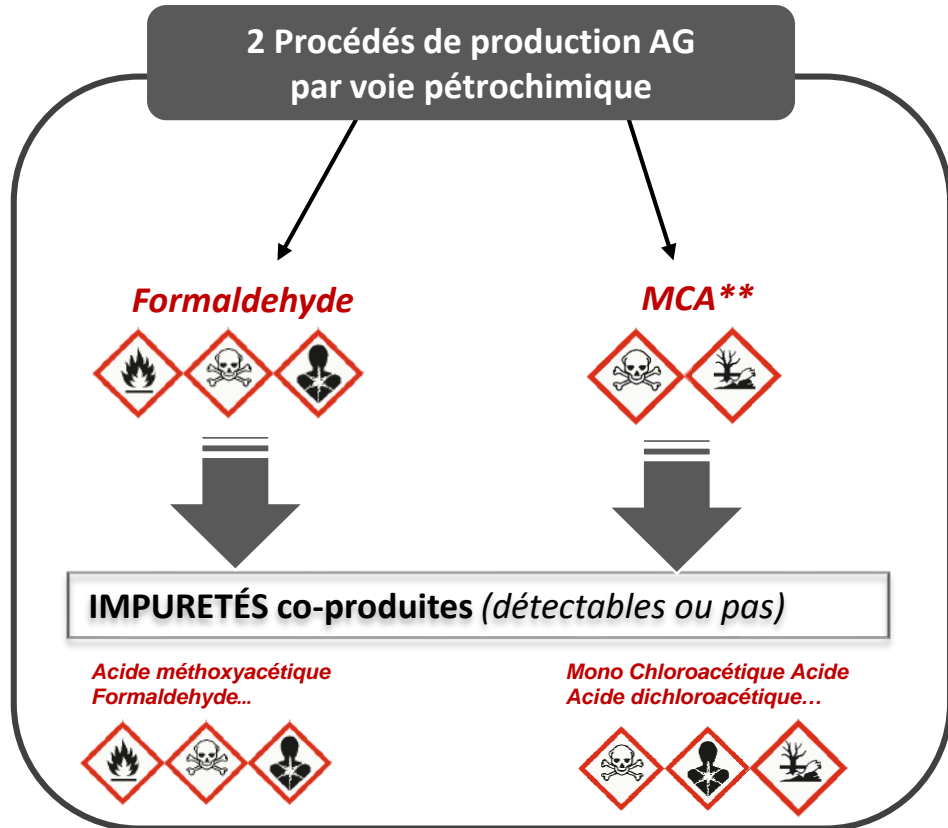 2 Procédés de production AG
par voie pétrochimique
Formaldehyde
MCA**
IMPURETÉS co-produites (détectables ou pas)
Acide méthoxyacétique
Formaldehyde...
Mono Chloroacétique Acide
Acide dichloroacétique...